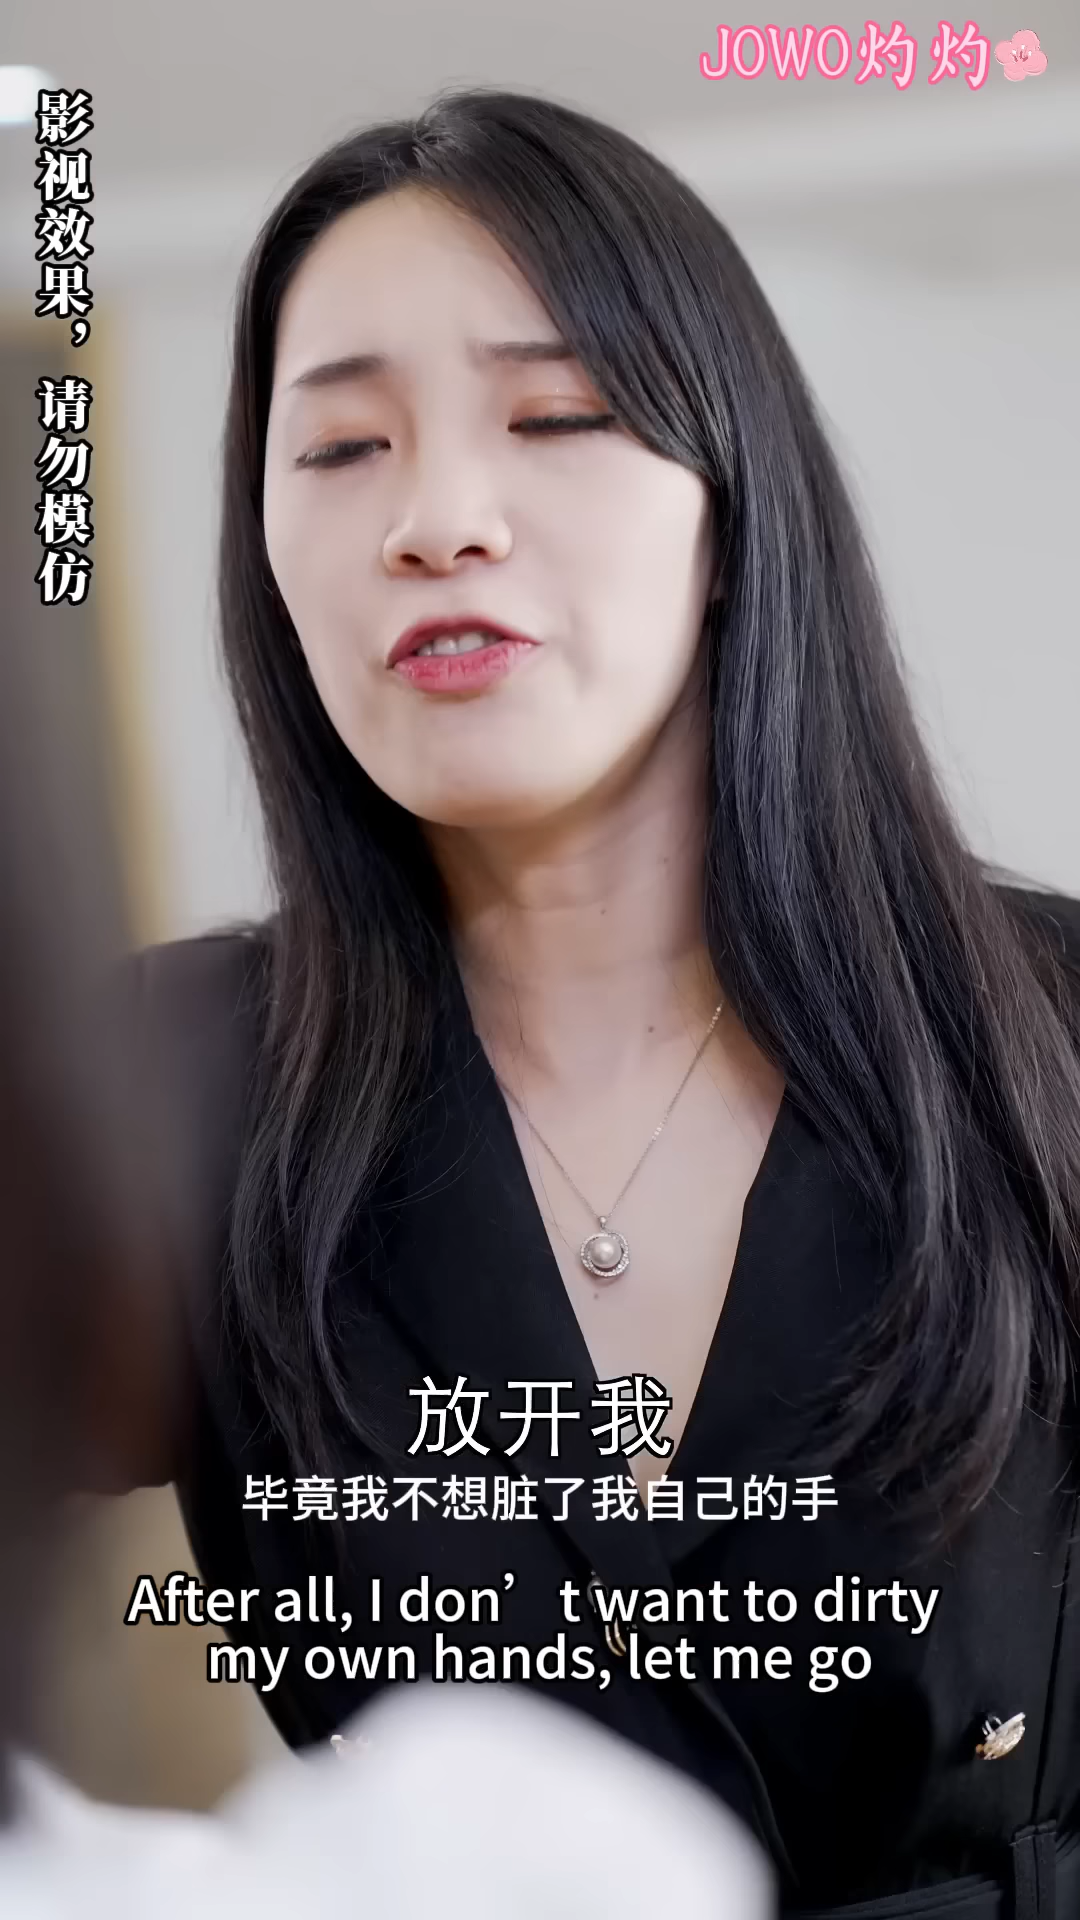 JOWO灼灼
影视效果，请勿模仿
放开我
毕竟我不想脏了我自己的手
After all, I don’t want to dirty
my own hands, let me go